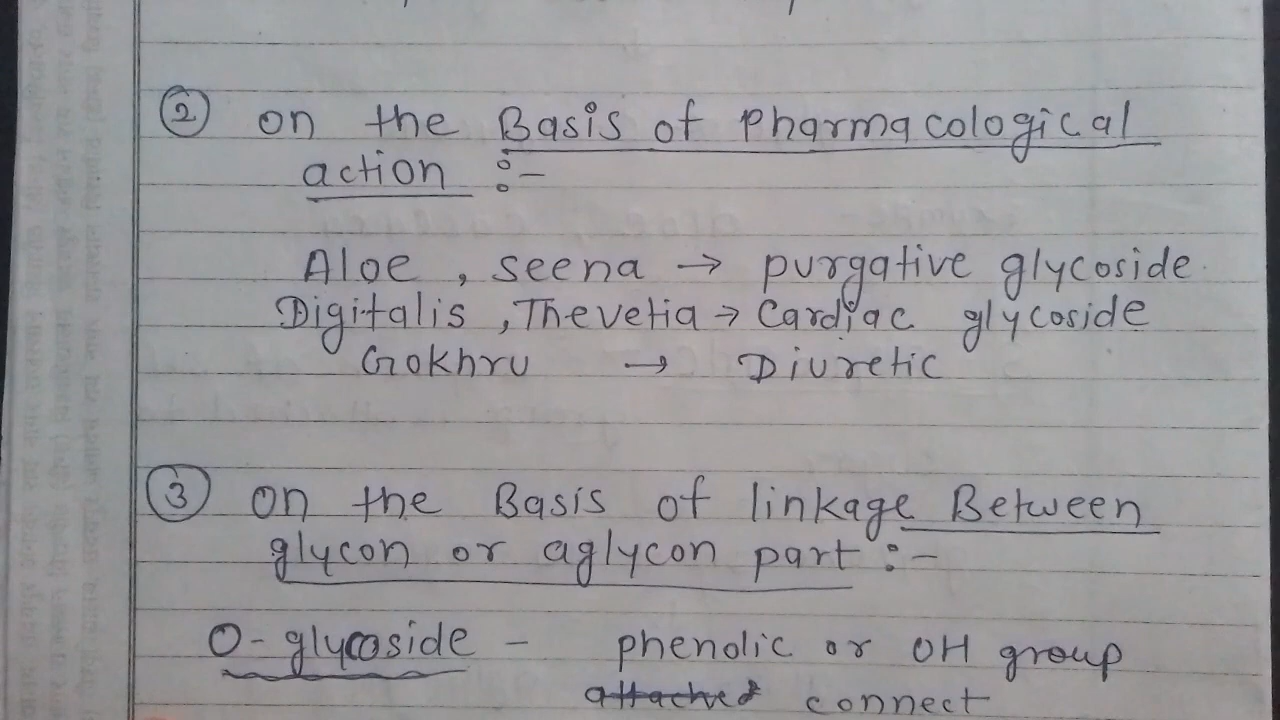 ② on the Basis of pharmacological
action :-
Aloe, seena → purgative glycoside.
Digitalis, Thevetia → Cardiac glycoside
Gokhru → Diuretic
③ on the Basis of linkage Between
glycon or aglycon part :-
O-glycoside - phenolic or OH group
attached connect